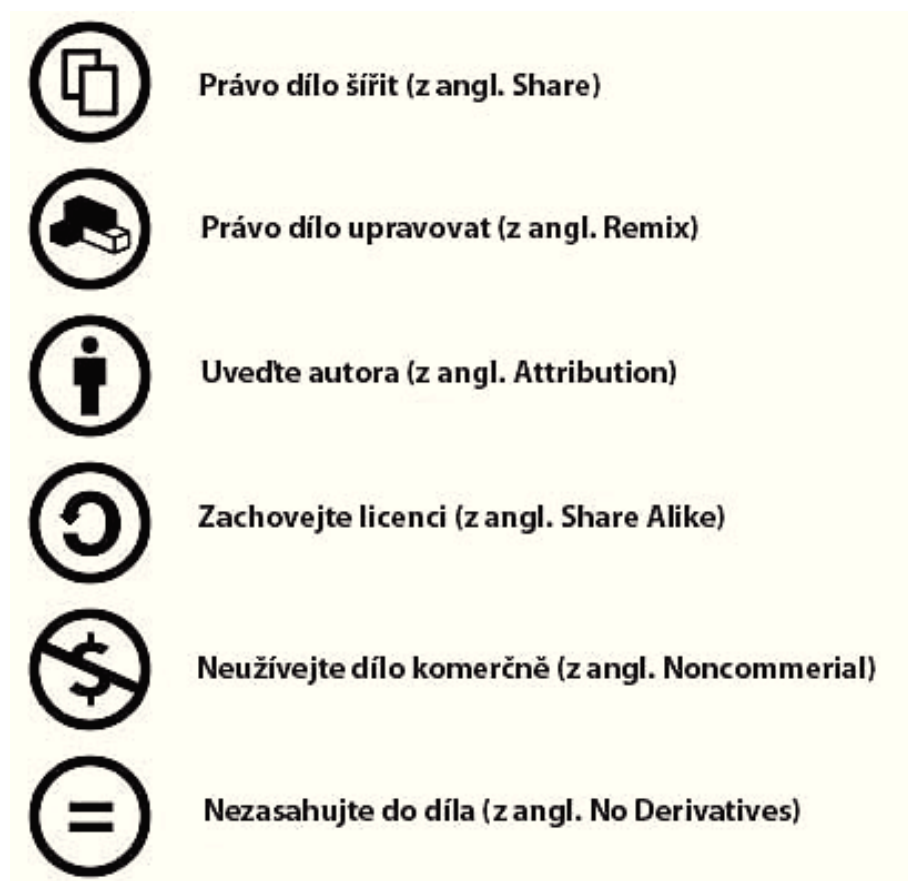 Právo dílo šířit (z angl. Share)
Právo dílo upravovat (z angl. Remix)
Uveďte autora (z angl. Attribution)
Zachovejte licenci (z angl. Share Alike)
Neužívejte dílo komerčně (z angl. Noncommerial)
Nezasahujte do díla (z angl. No Derivatives)